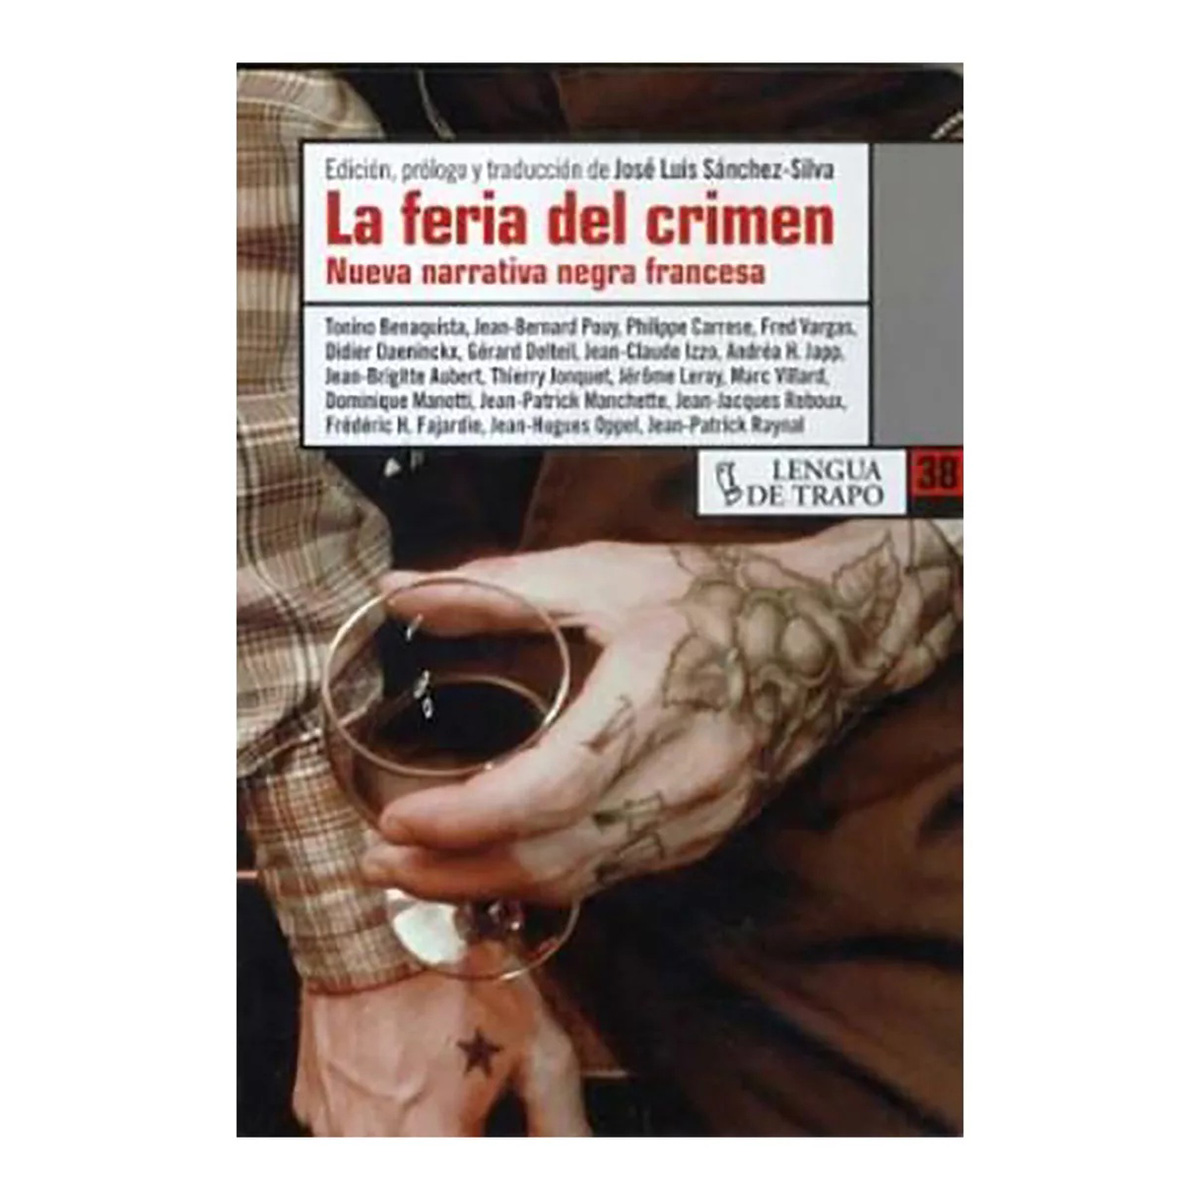 Edición, prólogo y traducción de José Luis Sánchez-Silva
La feria del crimen
Nueva narrativa negra francesa
Tonino Benaquista, Jean-Bernard Pouy, Philippe Carrese, Fred Vargas,
Didier Daeninckx, Gérard Delteil, Jean-Claude Izzo, Andréa H. Japp,
Jean-Brigitte Aubert, Thierry Jonquet, Jérôme Leroy, Marc Villard,
Dominique Manotti, Jean-Patrick Manchette, Jean-Jacques Reboux,
Frédéric H. Fajardie, Jean-Hugues Oppel, Jean-Patrick Raynal
LENGUA
DE TRAPO
38